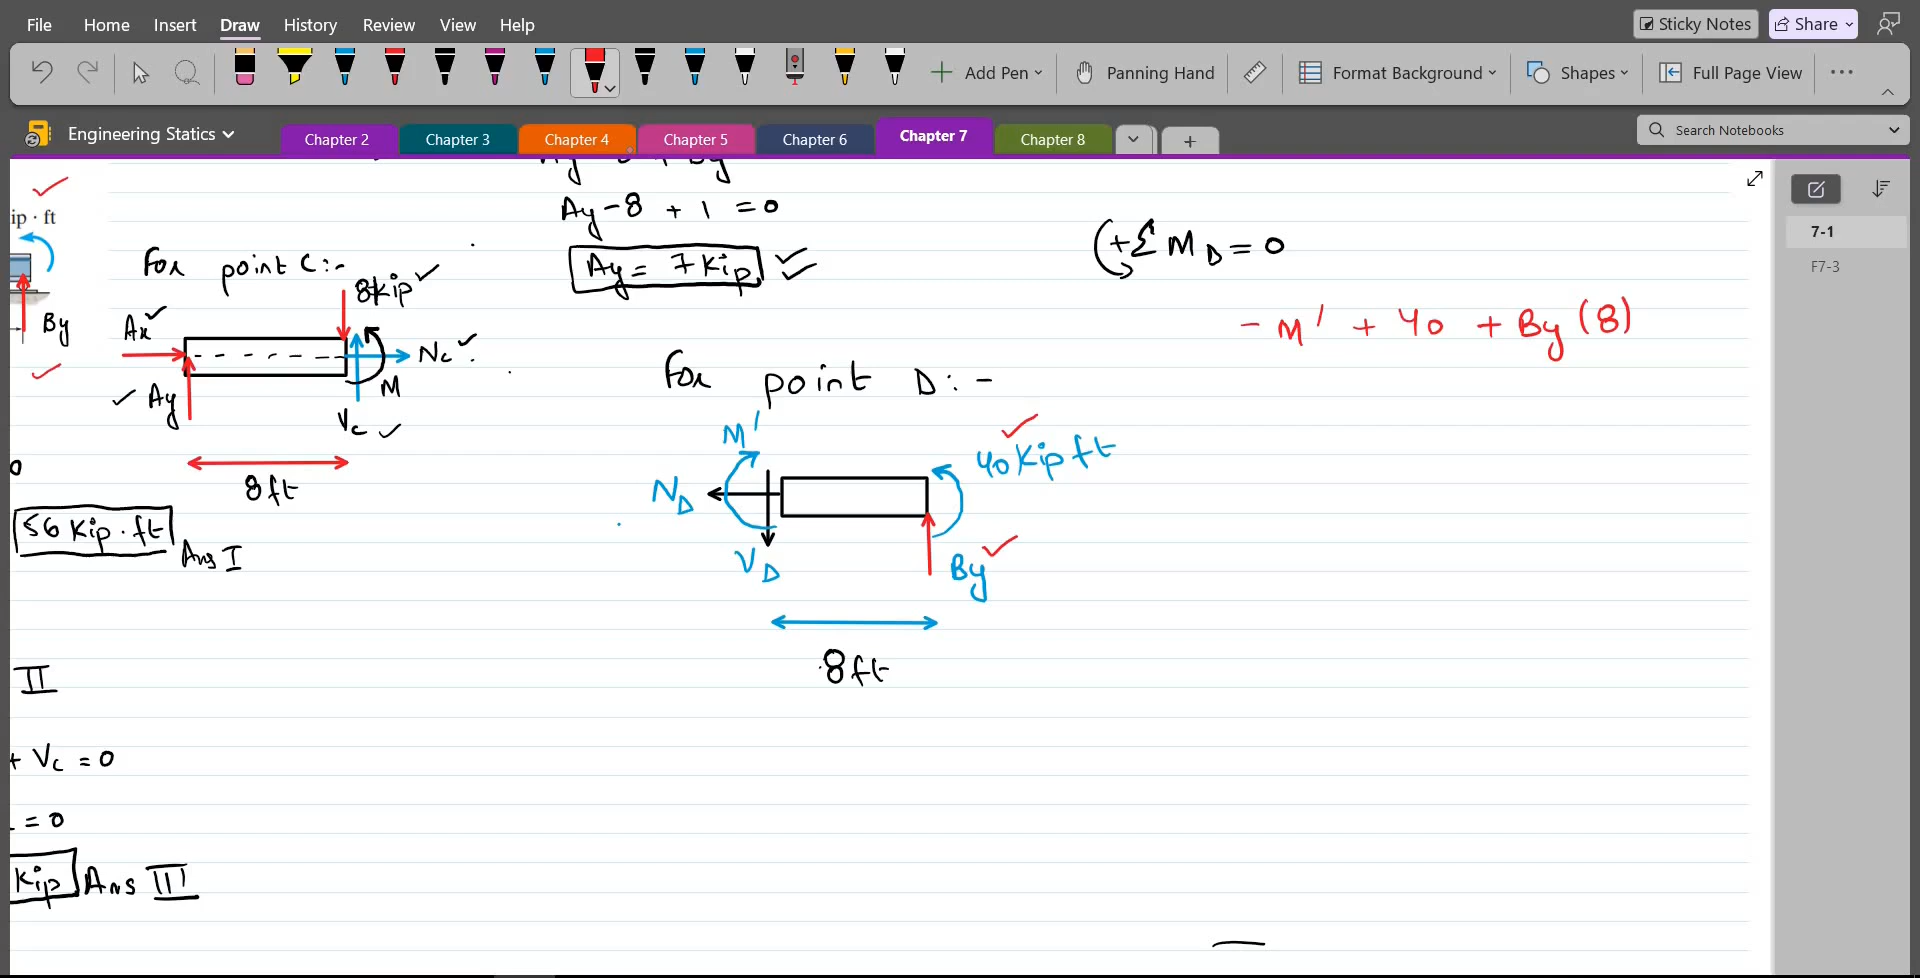 File Home Insert Draw History Review View Help Sticky Notes Share
Add Pen Panning Hand Format Background Shapes Full Page View
Engineering Statics Chapter 2 Chapter 3 Chapter 4 Chapter 5 Chapter 6 Chapter 7 Chapter 8 + Search Notebooks
7-1
F7-3
ip · ft
By
For point C:-
8kip
Ax
Nc
Ay
M
Vc
8ft
0
56 Kip · ft
Ans I
II
+ Vc = 0
= 0
Kip Ans III
Ay - 8 + 1 = 0
Ay = 7 Kip
For point D:-
M'
40 Kip ft
N_D
V_D
By
8ft
(+ Σ M_D = 0
- M' + 40 + By (8)